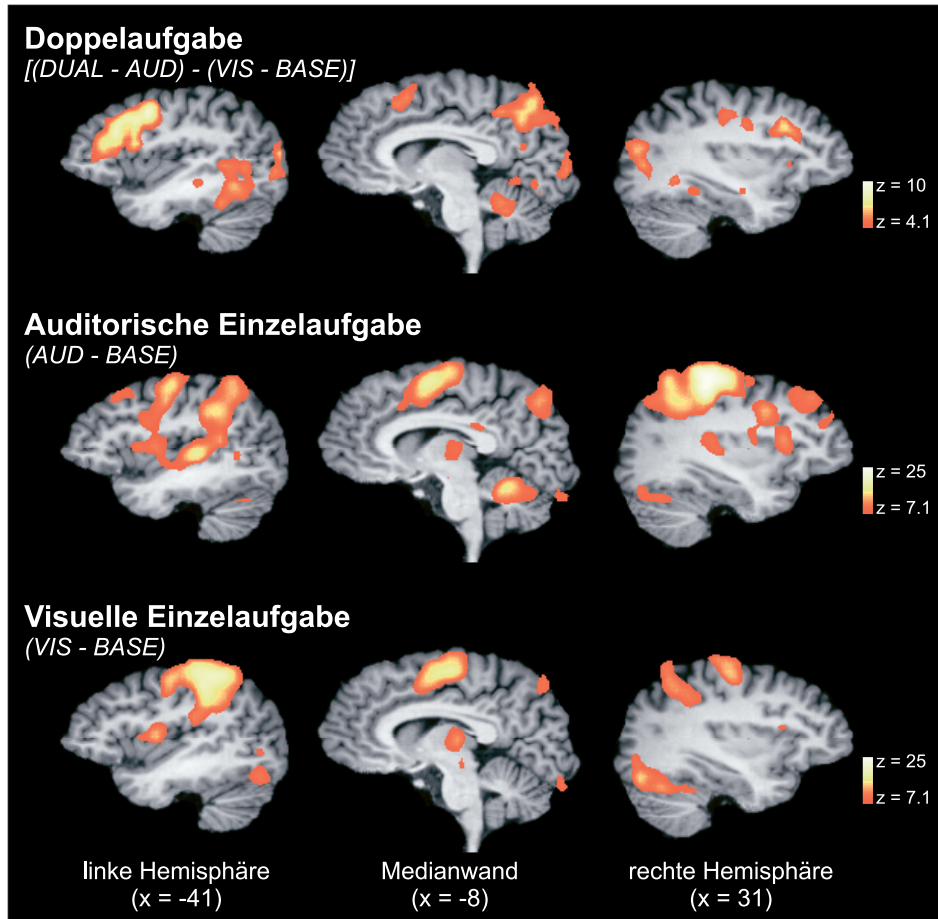 Doppelaufgabe
[(DUAL - AUD) - (VIS - BASE)]
z = 10
z = 4.1
Auditorische Einzelaufgabe
(AUD - BASE)
z = 25
z = 7.1
Visuelle Einzelaufgabe
(VIS - BASE)
z = 25
z = 7.1
linke Hemisphäre
(x = -41)
Medianwand
(x = -8)
rechte Hemisphäre
(x = 31)